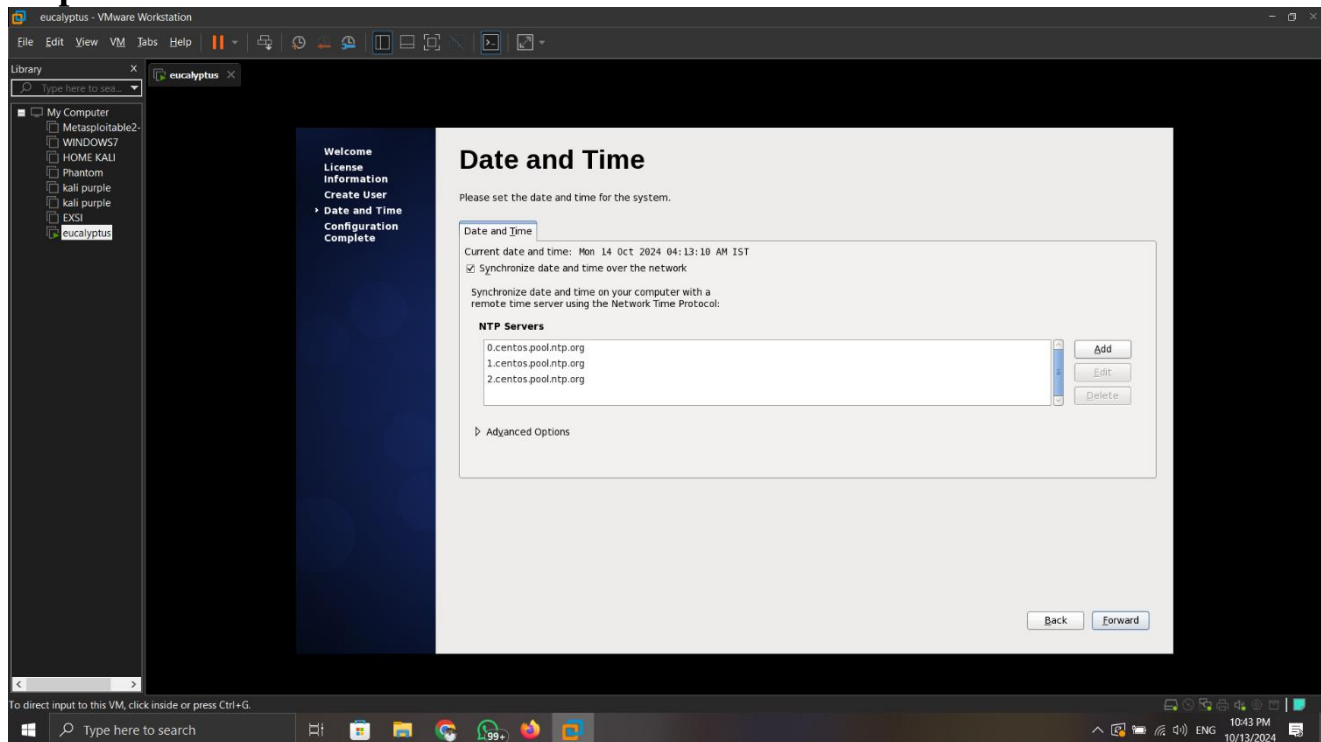 eucalyptus - VMware Workstation
File Edit View VM Tabs Help
Library X
Type here to sea...
eucalyptus
My Computer
Metasploitable2-
WINDOWS7
HOME KALI
Phantom
kali purple
kali purple
EXSI
eucalyptus
Welcome
License
Information
Create User
Date and Time
Configuration
Complete
Date and Time
Please set the date and time for the system.
Date and Time
Current date and time: Mon 14 Oct 2024 04:13:10 AM IST
Synchronize date and time over the network
Synchronize date and time on your computer with a
remote time server using the Network Time Protocol:
NTP Servers
0.centos.pool.ntp.org
1.centos.pool.ntp.org
2.centos.pool.ntp.org
Add
Edit
Delete
Advanced Options
Back Forward
To direct input to this VM, click inside or press Ctrl+G.
Type here to search
99+
ENG
10:43 PM
10/13/2024